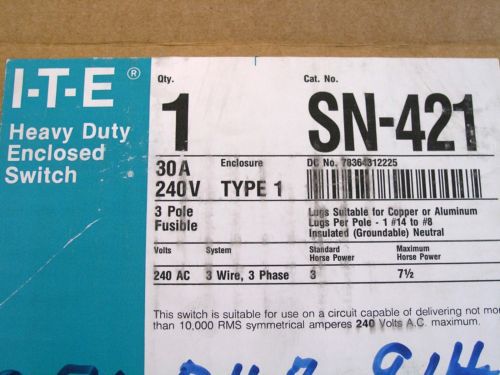 I-T-E ®
Heavy Duty
Enclosed
Switch
Qty. Cat. No.
1 SN-421
30A Enclosure DC No. 78364312225
240V TYPE 1
3 Pole Lugs Suitable for Copper or Aluminum
Fusible Lugs Per Pole - 1 #14 to #8
Insulated (Groundable) Neutral
Volts System Standard Horse Power Maximum Horse Power
240 AC 3 Wire, 3 Phase 3 7½
This switch is suitable for use on a circuit capable of delivering not mo
than 10,000 RMS symmetrical amperes 240 Volts A.C. maximum.